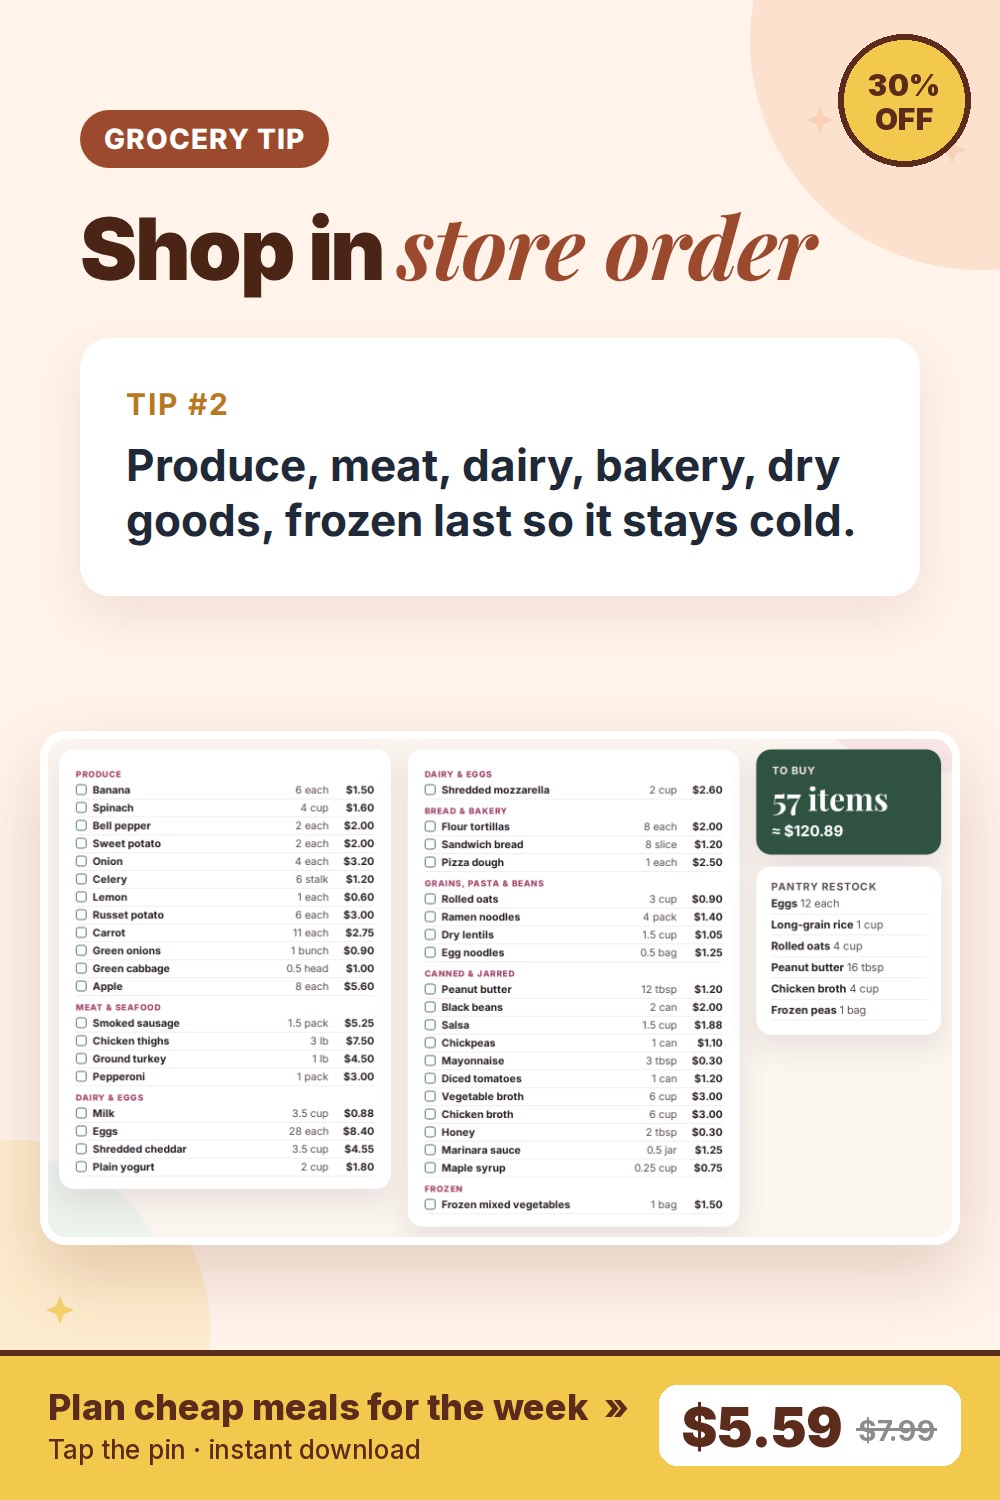 30%
OFF
GROCERY TIP
Shop in store order
TIP #2
Produce, meat, dairy, bakery, dry
goods, frozen last so it stays cold.
PRODUCE
Banana 6 each $1.50
Spinach 4 cup $1.60
Bell pepper 2 each $2.00
Sweet potato 2 each $2.00
Onion 4 each $3.20
Celery 6 stalk $1.20
Lemon 1 each $0.60
Russet potato 6 each $3.00
Carrot 11 each $2.75
Green onions 1 bunch $0.90
Green cabbage 0.5 head $1.00
Apple 8 each $5.60
MEAT & SEAFOOD
Smoked sausage 1.5 pack $5.25
Chicken thighs 3 lb $7.50
Ground turkey 1 lb $4.50
Pepperoni 1 pack $3.00
DAIRY & EGGS
Milk 3.5 cup $0.88
Eggs 28 each $8.40
Shredded cheddar 3.5 cup $4.55
Plain yogurt 2 cup $1.80
DAIRY & EGGS
Shredded mozzarella 2 cup $2.60
BREAD & BAKERY
Flour tortillas 8 each $2.00
Sandwich bread 8 slice $1.20
Pizza dough 1 each $2.50
GRAINS, PASTA & BEANS
Rolled oats 3 cup $0.90
Ramen noodles 4 pack $1.40
Dry lentils 1.5 cup $1.05
Egg noodles 0.5 bag $1.25
CANNED & JARRED
Peanut butter 12 tbsp $1.20
Black beans 2 can $2.00
Salsa 1.5 cup $1.88
Chickpeas 1 can $1.10
Mayonnaise 3 tbsp $0.30
Diced tomatoes 1 can $1.20
Vegetable broth 6 cup $3.00
Chicken broth 6 cup $3.00
Honey 2 tbsp $0.30
Marinara sauce 0.5 jar $1.25
Maple syrup 0.25 cup $0.75
FROZEN
Frozen mixed vegetables 1 bag $1.50
TO BUY
57 items
≈ $120.89
PANTRY RESTOCK
Eggs 12 each
Long-grain rice 1 cup
Rolled oats 4 cup
Peanut butter 16 tbsp
Chicken broth 4 cup
Frozen peas 1 bag
Plan cheap meals for the week »
Tap the pin · instant download
$5.59 $7.99